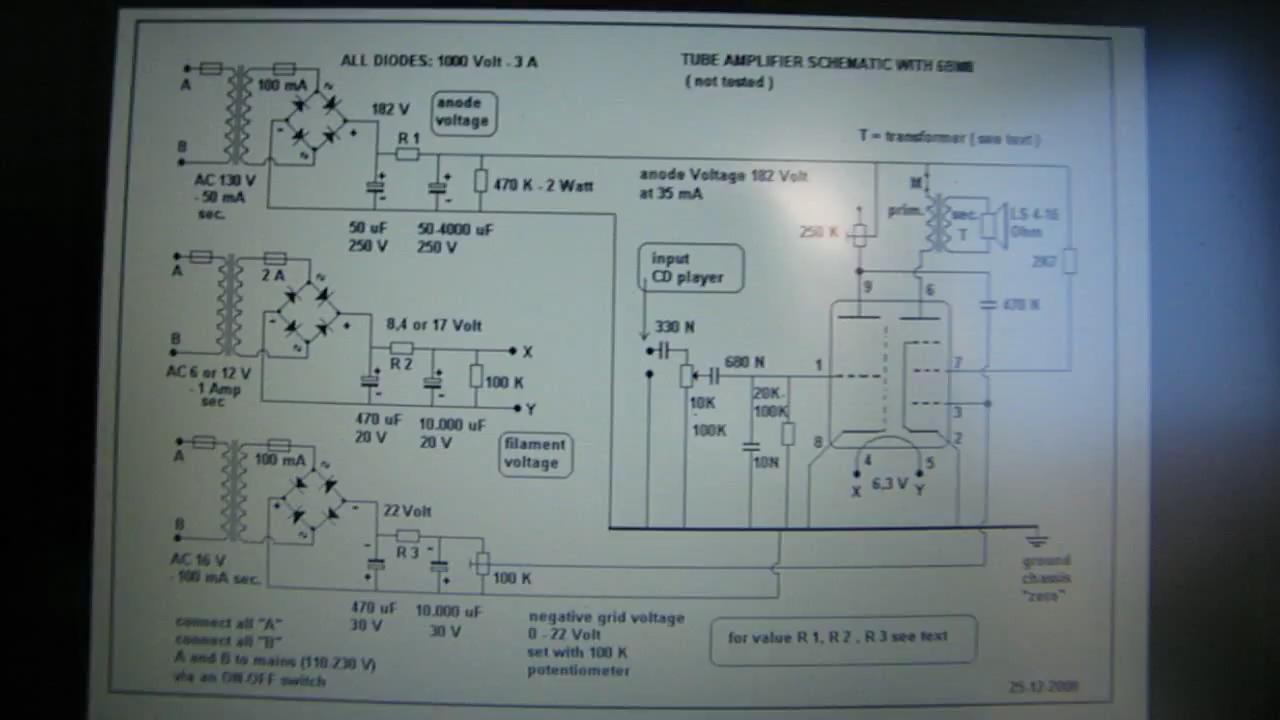 ALL DIODES: 1000 Volt - 3 A
TUBE AMPLIFIER SCHEMATIC WITH 6BM8
( not tested )
A
100 mA
182 V
anode
voltage
T = transformer ( see text )
R 1
B
AC 130 V
- 50 mA
sec.
470 K - 2 Watt
50 uF
250 V
50-4000 uF
250 V
anode Voltage 182 Volt
at 35 mA
M
prim.
sec.
T
LS 4-16
Ohm
250 K
2K7
A
2 A
input
CD player
9
6
470 N
8,4 or 17 Volt
330 N
R 2
X
B
AC 6 or 12 V
- 1 Amp
sec
100 K
680 N
1
7
20K-
100K
10K
-
100K
3
Y
470 uF
20 V
10.000 uF
20 V
filament
voltage
8
2
10N
4
5
X
6,3 V
Y
A
100 mA
22 Volt
B
R 3
AC 16 V
- 100 mA sec.
100 K
ground
chassis
"zero"
470 uF
30 V
10.000 uF
30 V
negative grid voltage
0 - 22 Volt
set with 100 K
potentiometer
for value R 1, R 2 , R 3 see text
connect all "A"
connect all "B"
A and B to mains (110-230 V)
via an ON-OFF switch